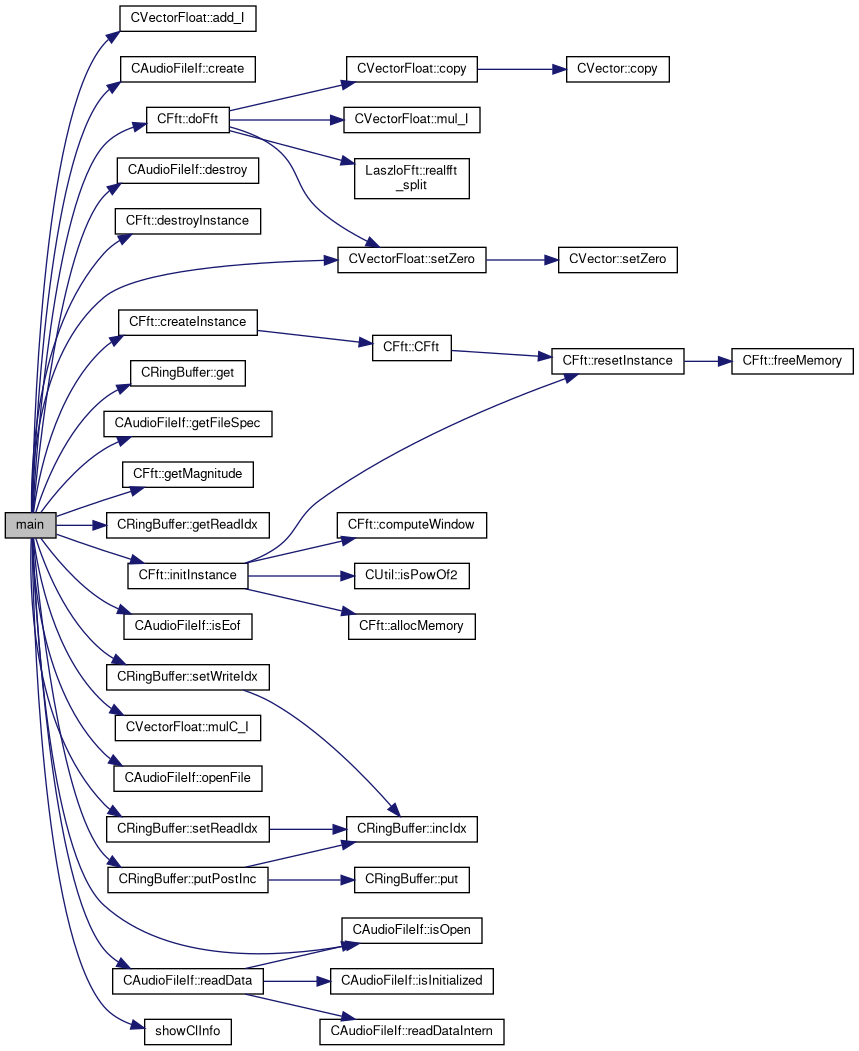 CVectorFloat::add_I
CAudioFileIf::create
CVectorFloat::copy
CVector::copy
CFft::doFft
CVectorFloat::mul_I
CAudioFileIf::destroy
LaszloFft::realfft
_split
CFft::destroyInstance
CVectorFloat::setZero
CVector::setZero
CFft::createInstance
CFft::CFft
CFft::resetInstance
CFft::freeMemory
CRingBuffer::get
CAudioFileIf::getFileSpec
CFft::getMagnitude
main
CRingBuffer::getReadIdx
CFft::computeWindow
CFft::initInstance
CUtil::isPowOf2
CAudioFileIf::isEof
CFft::allocMemory
CRingBuffer::setWriteIdx
CVectorFloat::mulC_I
CAudioFileIf::openFile
CRingBuffer::setReadIdx
CRingBuffer::incIdx
CRingBuffer::putPostInc
CRingBuffer::put
CAudioFileIf::isOpen
CAudioFileIf::readData
CAudioFileIf::isInitialized
CAudioFileIf::readDataIntern
showClInfo